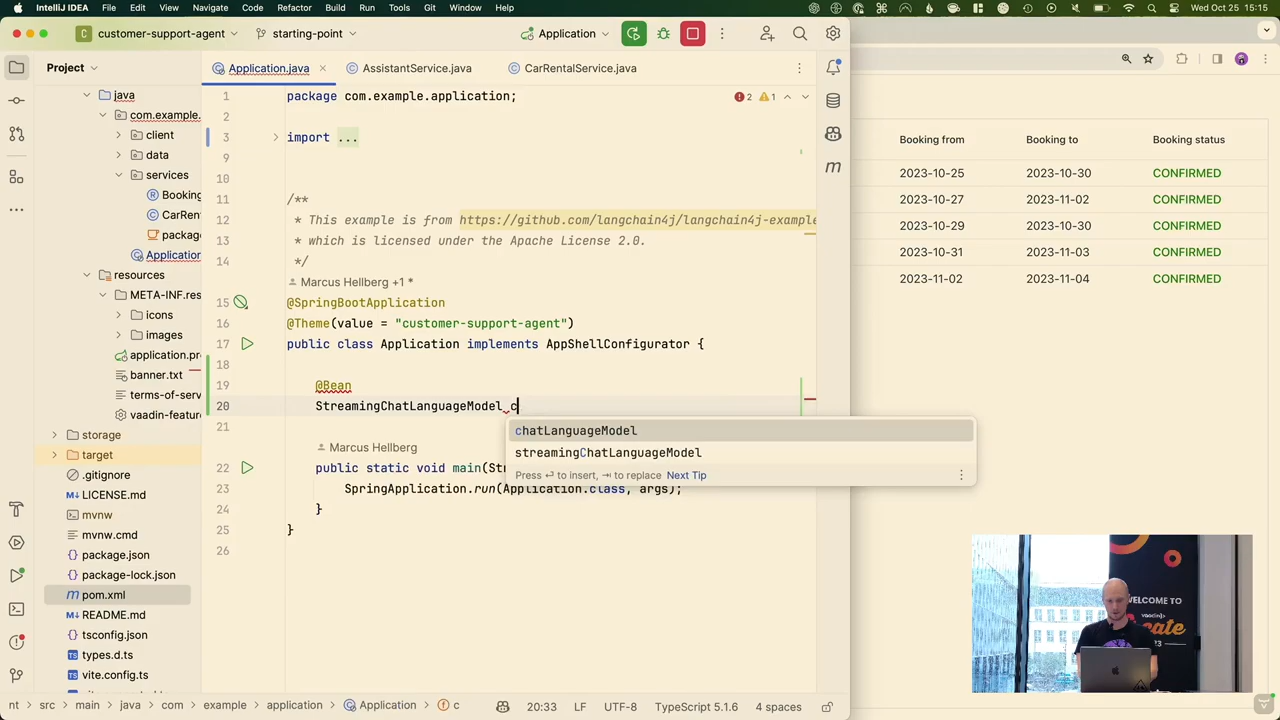 IntelliJ IDEA File Edit View Navigate Code Refactor Build Run Tools Git Window Help Wed Oct 25 15:15
C customer-support-agent starting-point Application
Project Application.java AssistantService.java CarRentalService.java
java
com.example.
client
data
services
Booking
CarRent
package
Application
resources
META-INF.res
icons
images
application.pr
banner.txt
terms-of-serv
vaadin-feature
storage
target
.gitignore
LICENSE.md
mvnw
mvnw.cmd
package.json
package-lock.json
pom.xml
README.md
tsconfig.json
types.d.ts
vite.config.ts
2 1
1 package com.example.application;
2
3 import ...
9
10
11 /**
12 * This example is from https://github.com/langchain4j/langchain4j-example
13 * which is licensed under the Apache License 2.0.
14 */
Marcus Hellberg +1 *
15 @SpringBootApplication
16 @Theme(value = "customer-support-agent")
17 public class Application implements AppShellConfigurator {
18
19 @Bean
20 StreamingChatLanguageModel c
21
chatLanguageModel
streamingChatLanguageModel
Press ⏎ to insert, ⇥ to replace Next Tip
Marcus Hellberg
22 public static void main(Str
23 SpringApplication.run(Application.class, args);
24 }
25 }
26
Booking from Booking to Booking status
2023-10-25 2023-10-30 CONFIRMED
2023-10-27 2023-11-02 CONFIRMED
2023-10-29 2023-10-30 CONFIRMED
2023-10-31 2023-11-03 CONFIRMED
2023-11-02 2023-11-04 CONFIRMED
WELCOME TO
vaadin}>
nt > src > main > java > com > example > application > Application > c 20:33 LF UTF-8 TypeScript 5.1.6 4 spaces